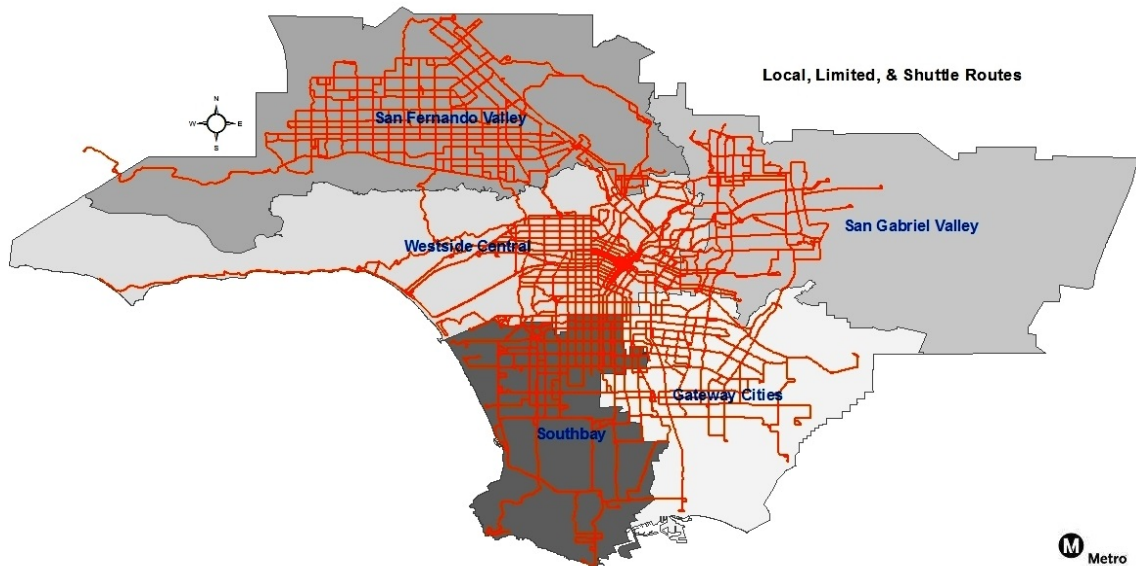 Local, Limited, & Shuttle Routes
N
W E
S
San Fernando Valley
San Gabriel Valley
Westside Central
Gateway Cities
Southbay
M Metro